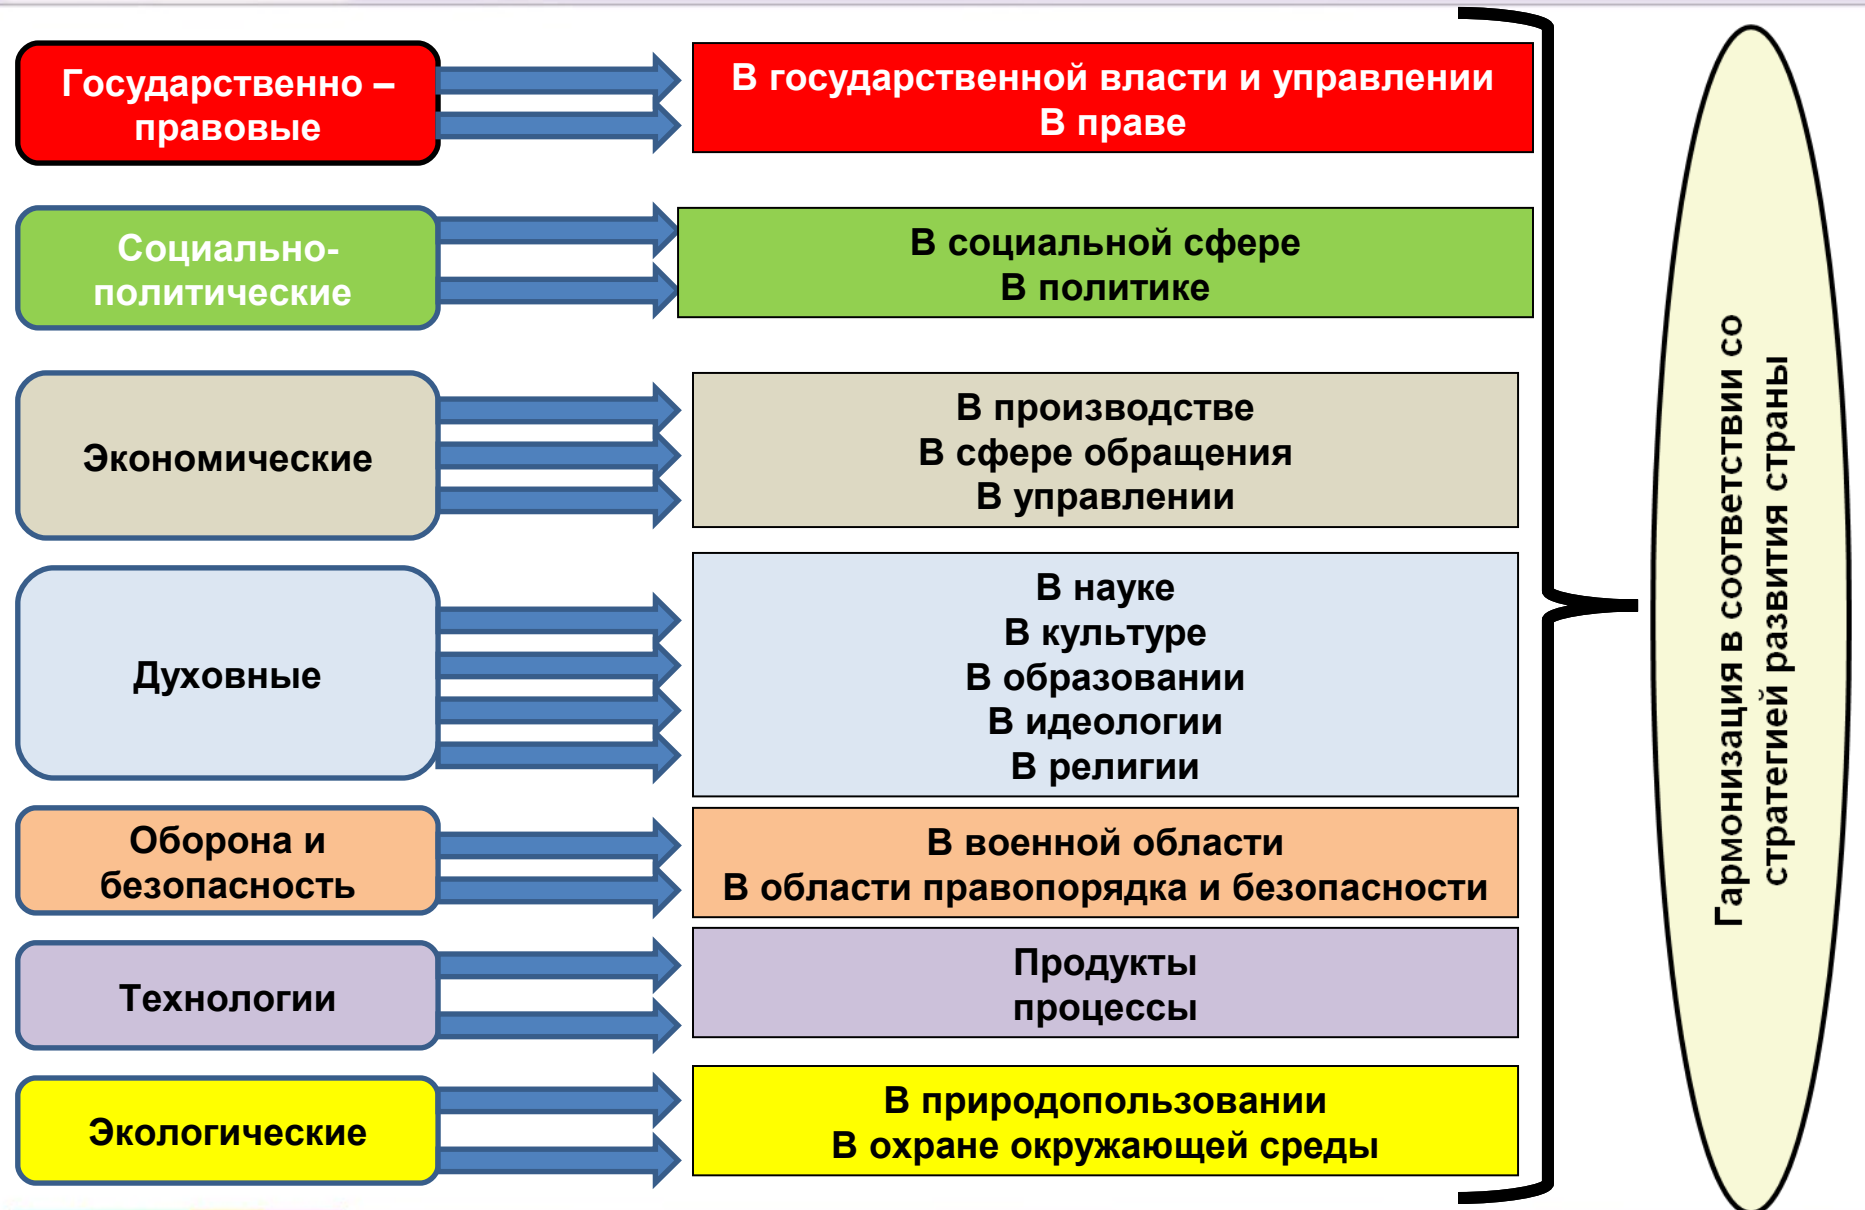 Государственно –
правовые
В государственной власти и управлении
В праве
Социально-
политические
В социальной сфере
В политике
Экономические
В производстве
В сфере обращения
В управлении
Духовные
В науке
В культуре
В образовании
В идеологии
В религии
Оборона и
безопасность
В военной области
В области правопорядка и безопасности
Технологии
Продукты
процессы
Экологические
В природопользовании
В охране окружающей среды
Гармонизация в соответствии со
стратегией развития страны